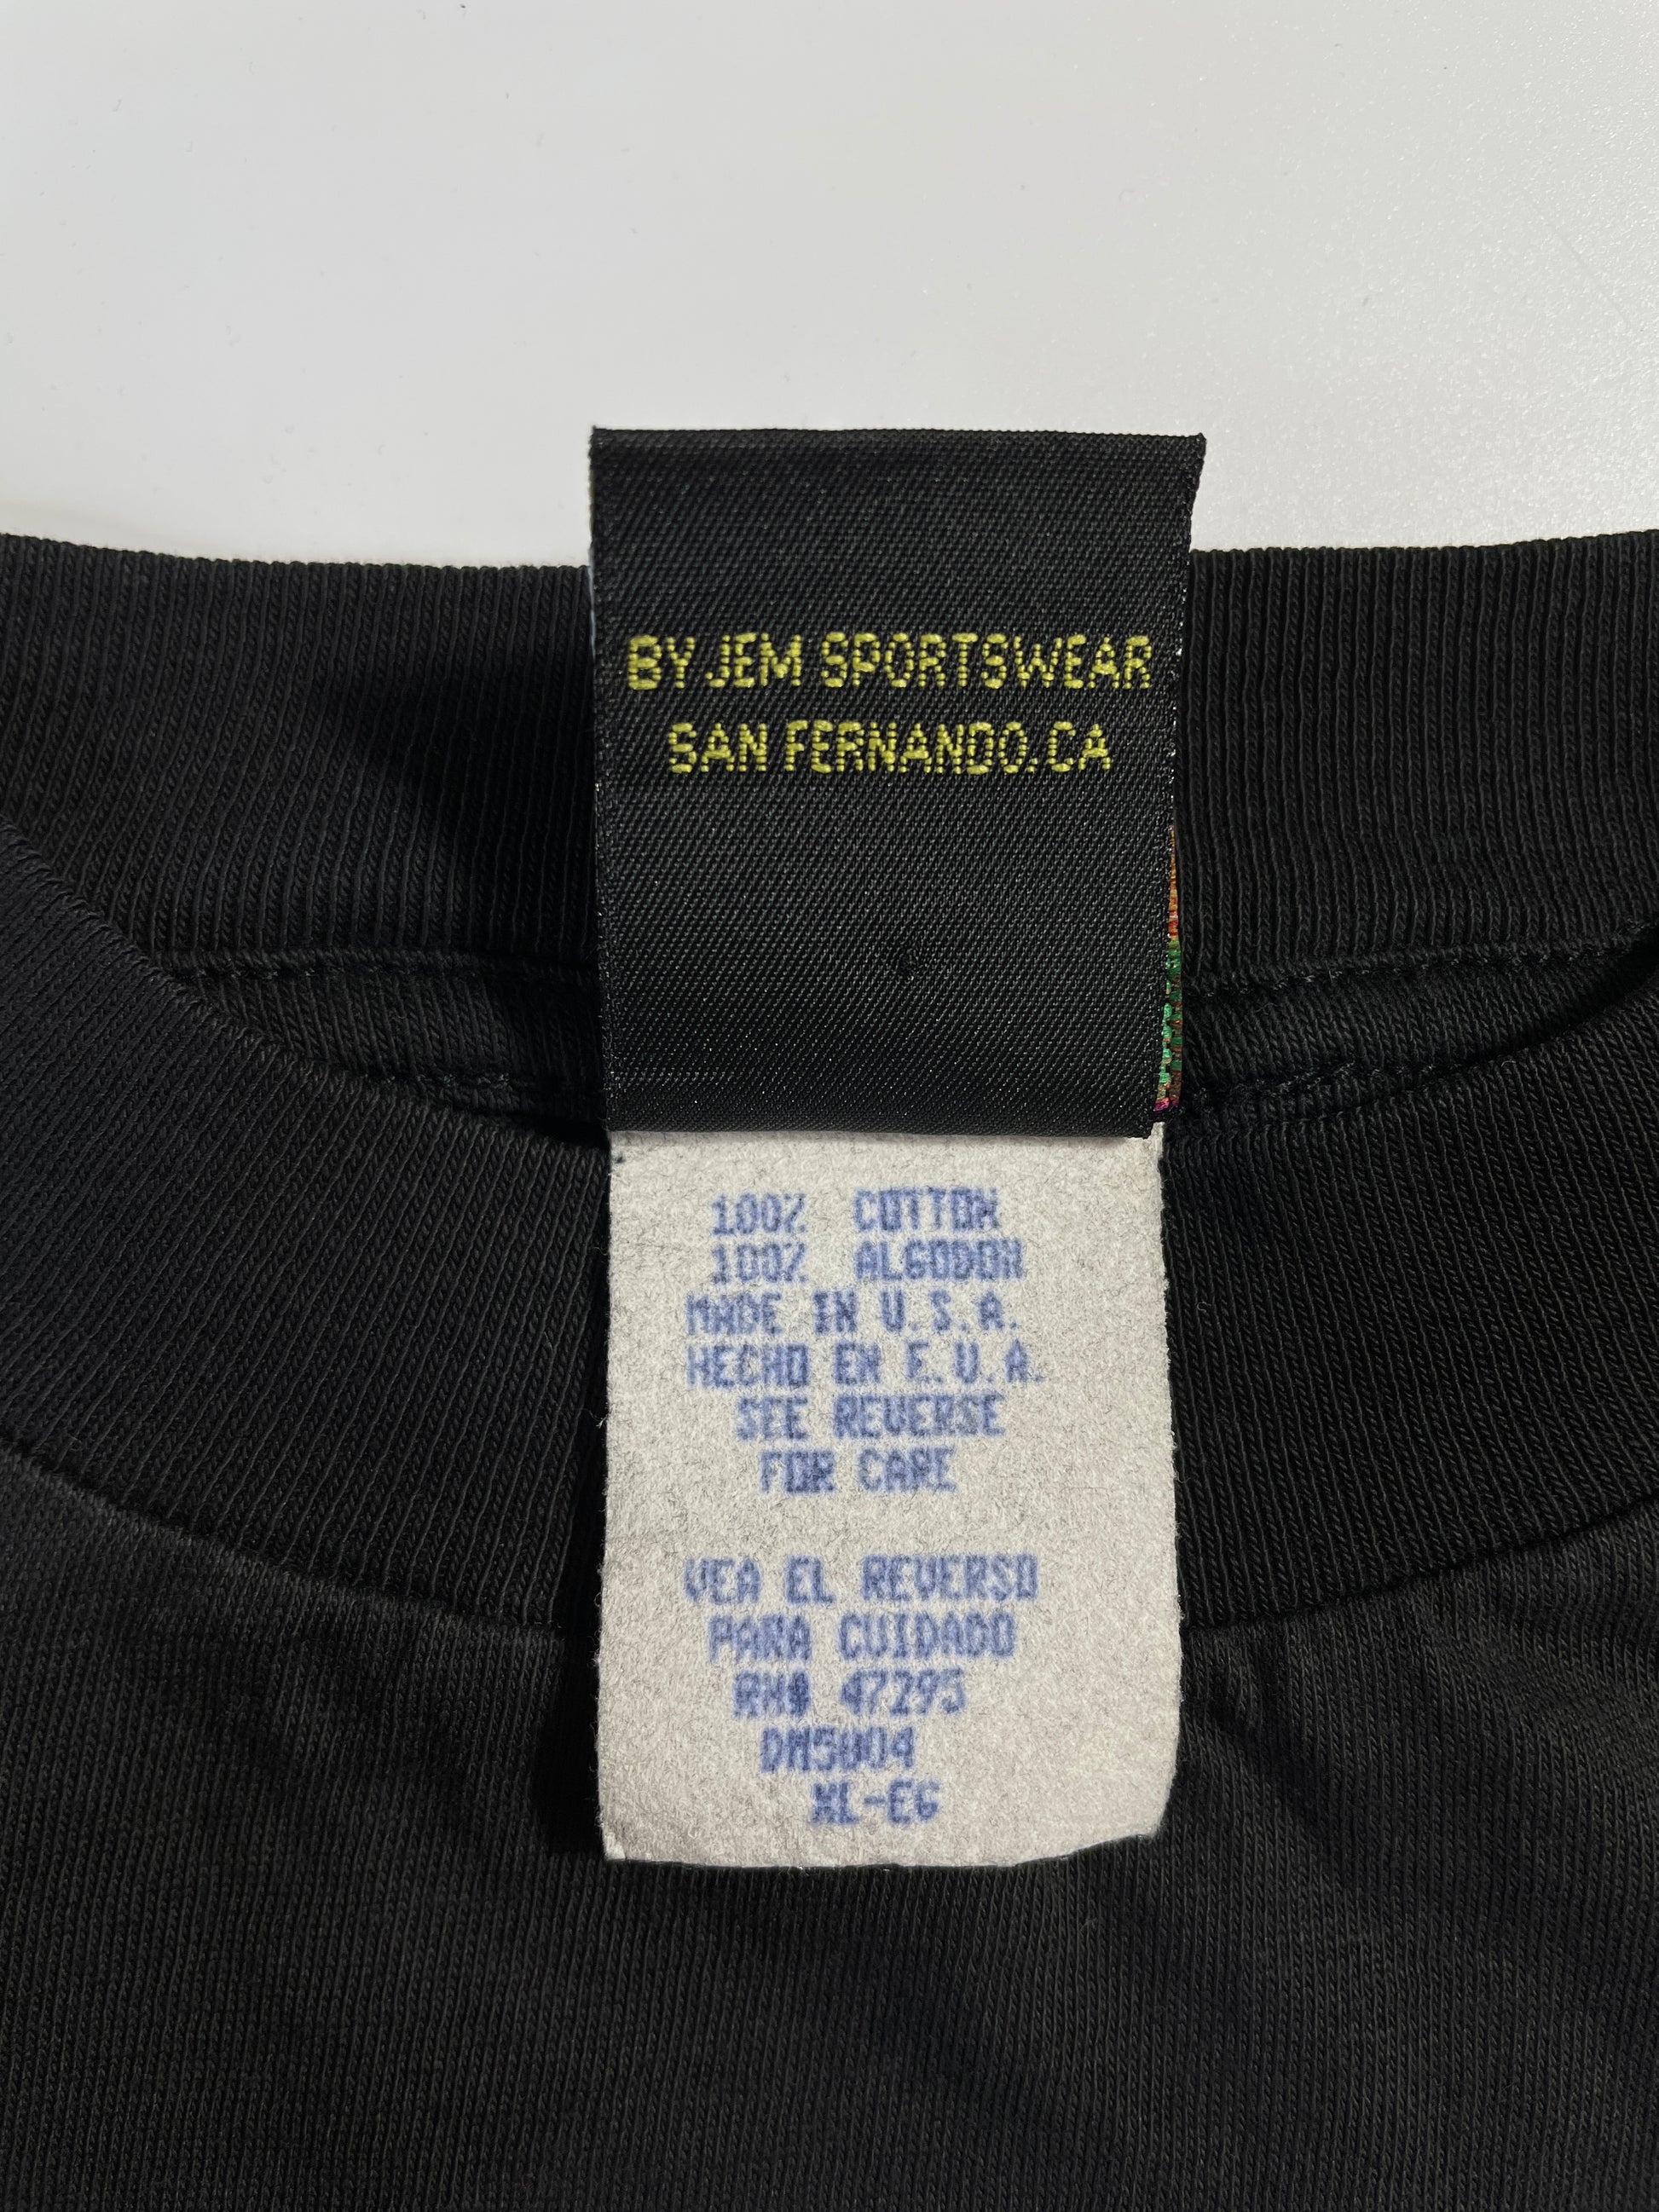 BY JEM SPORTSWEAR
SAN FERNANDO, CA
100% COTTON
100% ALGODON
MADE IN U.S.A.
HECHO EN E.U.A.
SEE REVERSE
FOR CARE
VEA EL REVERSO
PARA CUIDADO
RN# 47295
DM5804
XL-EG